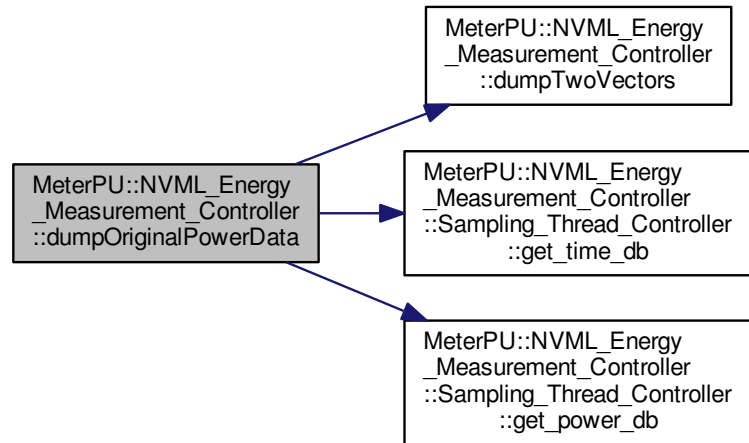 MeterPU::NVML_Energy
_Measurement_Controller
::dumpOriginalPowerData
MeterPU::NVML_Energy
_Measurement_Controller
::dumpTwoVectors
MeterPU::NVML_Energy
_Measurement_Controller
::Sampling_Thread_Controller
::get_time_db
MeterPU::NVML_Energy
_Measurement_Controller
::Sampling_Thread_Controller
::get_power_db